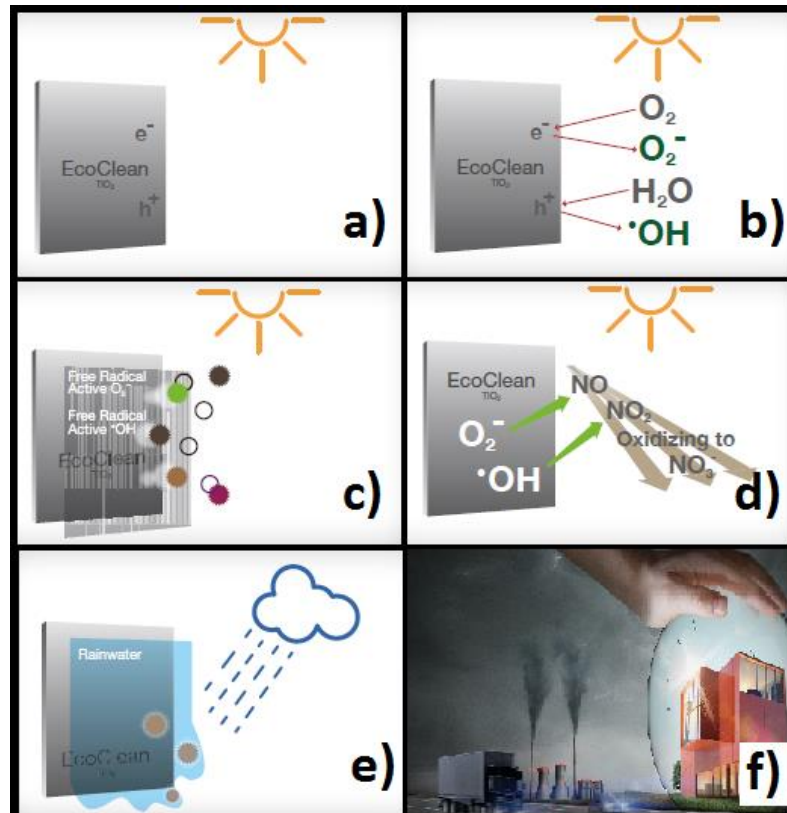 e-
EcoClean
TiO2
h+
a)
O2
e-
O2-
EcoClean
TiO2
H2O
h+
•OH
b)
Free Radical
Active O2-
Free Radical
Active •OH
EcoClean
c)
EcoClean
TiO2
NO
NO2
O2-
Oxidizing to
NO3-
•OH
d)
Rainwater
EcoClean
e)
f)